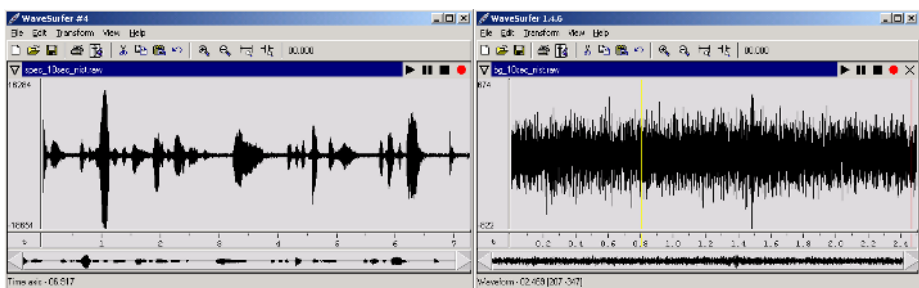 WaveSurfer #4
File Edit Transform View Help
00.000
spec_10sec_nist.raw
16284
-18651
t 1 2 3 4 5 6 7
Time axis - 06.917
WaveSurfer 1.4.6
File Edit Transform View Help
00.000
bg_10sec_nist.raw
674
-822
t 0.2 0.4 0.6 0.8 1.0 1.2 1.4 1.6 1.8 2.0 2.2 2.4
Waveform - 02.469 [207 -347]